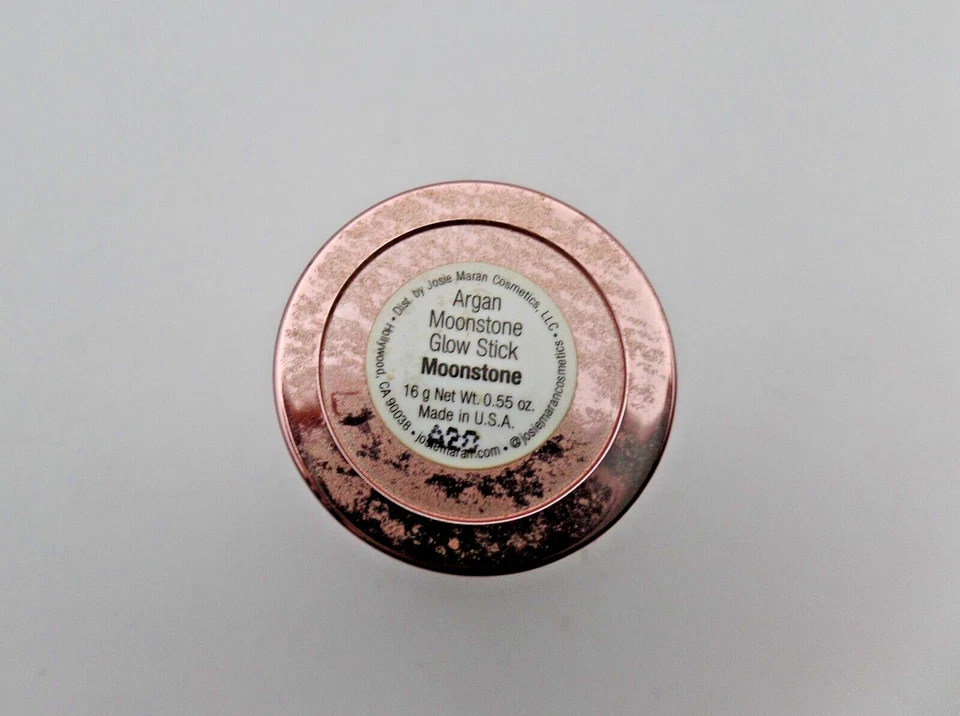 Argan
Moonstone
Glow Stick
Moonstone
16 g Net Wt. 0.55 oz.
Made in U.S.A.
• Dist. by Josie Maran Cosmetics, LLC • @josiemarancosmetics • josiemaran.com • Hollywood, CA 90038